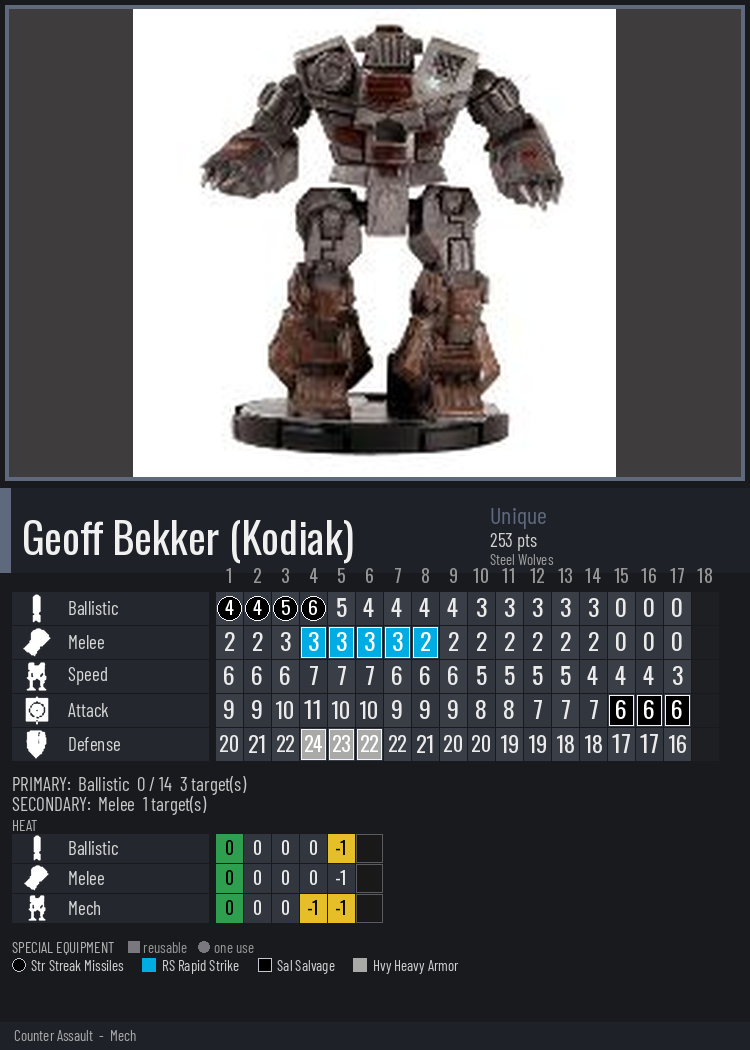 Geoff Bekker (Kodiak)
Unique
253 pts
Steel Wolves
1 2 3 4 5 6 7 8 9 10 11 12 13 14 15 16 17 18
Ballistic 4 4 5 6 5 4 4 4 4 3 3 3 3 3 0 0 0
Melee 2 2 3 3 3 3 3 2 2 2 2 2 2 2 0 0 0
Speed 6 6 6 7 7 7 6 6 6 5 5 5 5 4 4 4 3
Attack 9 9 10 11 10 10 9 9 9 8 8 7 7 7 6 6 6
Defense 20 21 22 24 23 22 22 21 20 20 19 19 18 18 17 17 16
PRIMARY: Ballistic 0 / 14 3 target(s)
SECONDARY: Melee 1 target(s)
HEAT
Ballistic 0 0 0 0 -1
Melee 0 0 0 0 -1
Mech 0 0 0 -1 -1
SPECIAL EQUIPMENT reusable one use
Str Streak Missiles RS Rapid Strike Sal Salvage Hvy Heavy Armor
Counter Assault - Mech